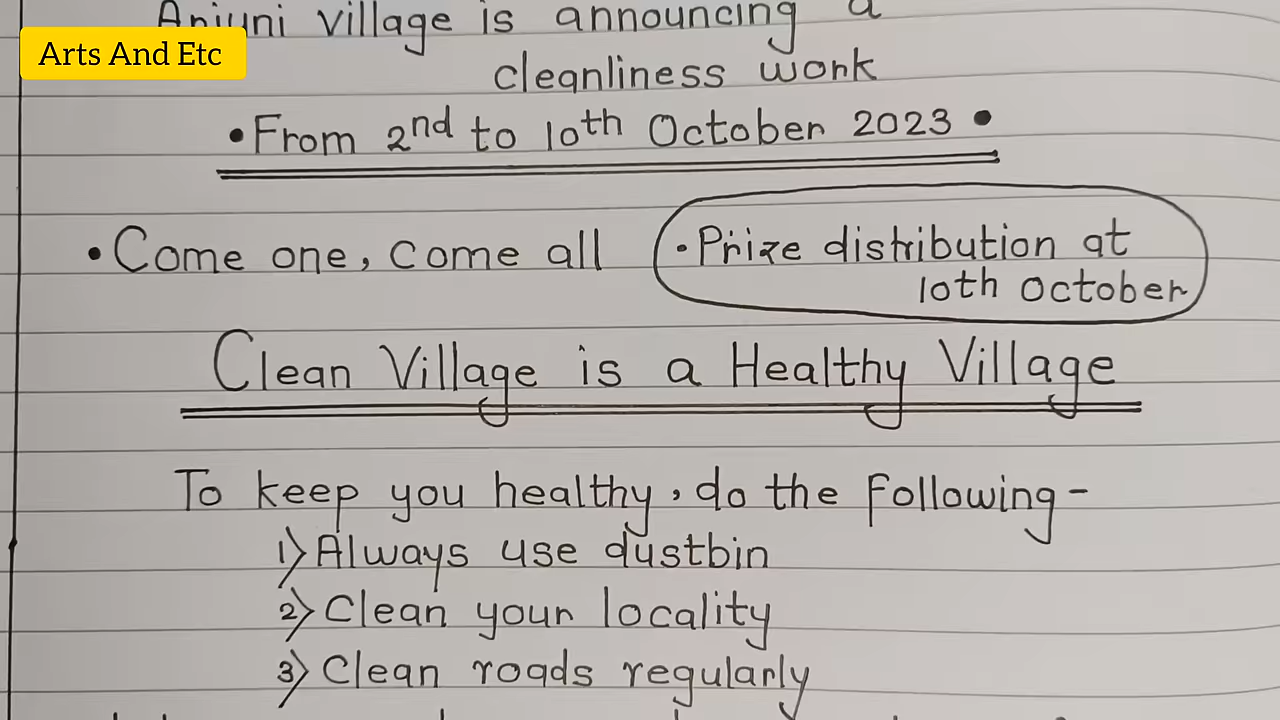 village is announcing a
Arts And Etc
cleanliness work
• From 2nd to 10th October 2023 •
• Come one, come all
• Prize distribution at
10th October
Clean Village is a Healthy Village
To keep you healthy, do the following-
1) Always use dustbin
2) Clean your locality
3) Clean roads regularly